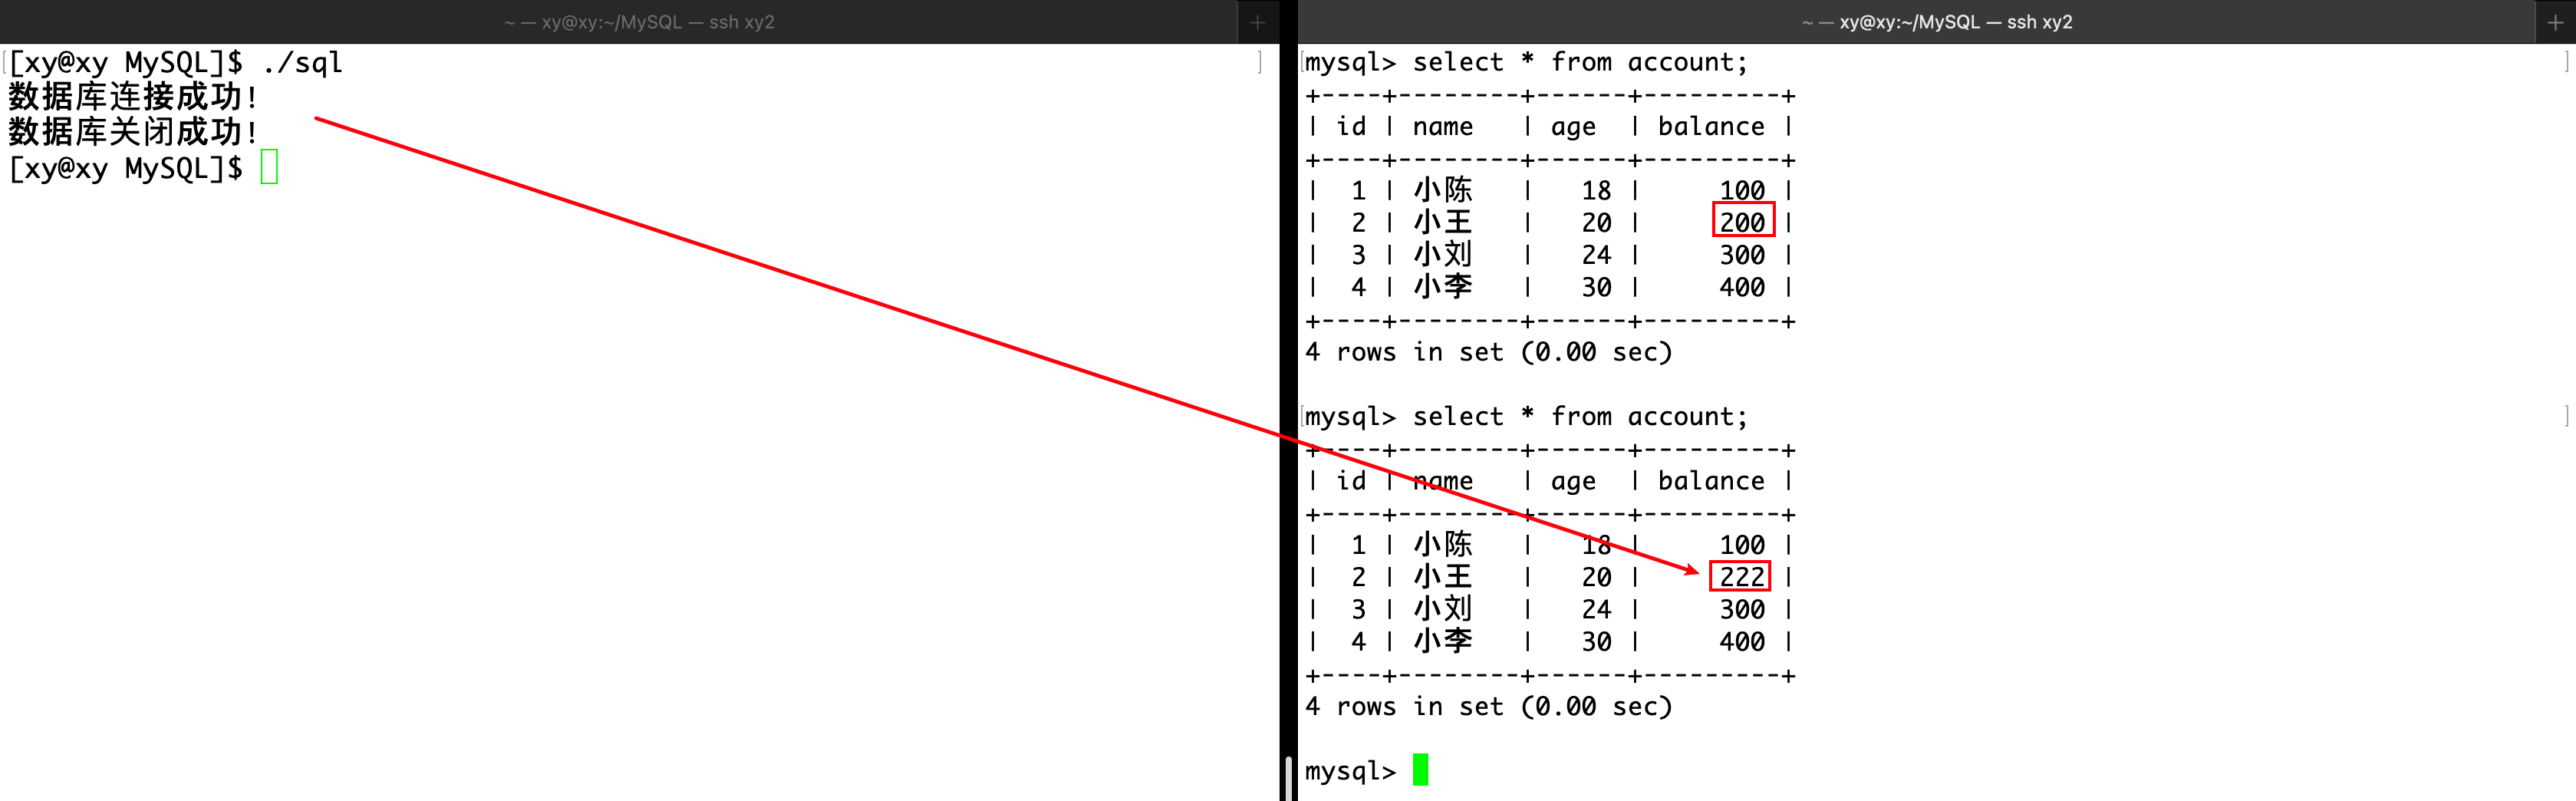 ~ — xy@xy:~/MySQL — ssh xy2
[xy@xy MySQL]$ ./sql
数据库连接成功!
数据库关闭成功!
[xy@xy MySQL]$
~ — xy@xy:~/MySQL — ssh xy2
mysql> select * from account;
+----+--------+------+---------+
| id | name   | age  | balance |
+----+--------+------+---------+
|  1 | 小陈   |   18 |     100 |
|  2 | 小王   |   20 |     200 |
|  3 | 小刘   |   24 |     300 |
|  4 | 小李   |   30 |     400 |
+----+--------+------+---------+
4 rows in set (0.00 sec)
mysql> select * from account;
+----+--------+------+---------+
| id | name   | age  | balance |
+----+--------+------+---------+
|  1 | 小陈   |   18 |     100 |
|  2 | 小王   |   20 |     222 |
|  3 | 小刘   |   24 |     300 |
|  4 | 小李   |   30 |     400 |
+----+--------+------+---------+
4 rows in set (0.00 sec)
mysql>